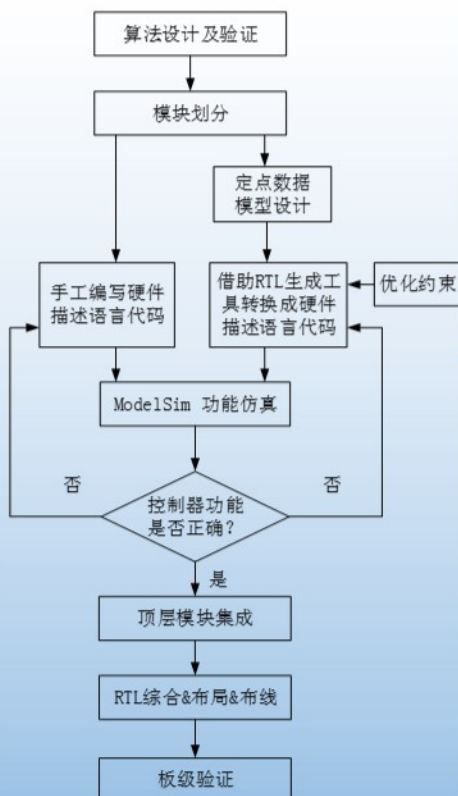 算法设计及验证
模块划分
定点数据
模型设计
手工编写硬件
描述语言代码
借助RTL生成工
具转换成硬件
描述语言代码
优化约束
ModelSim 功能仿真
否
控制器功能
是否正确?
否
是
顶层模块集成
RTL综合&布局&布线
板级验证